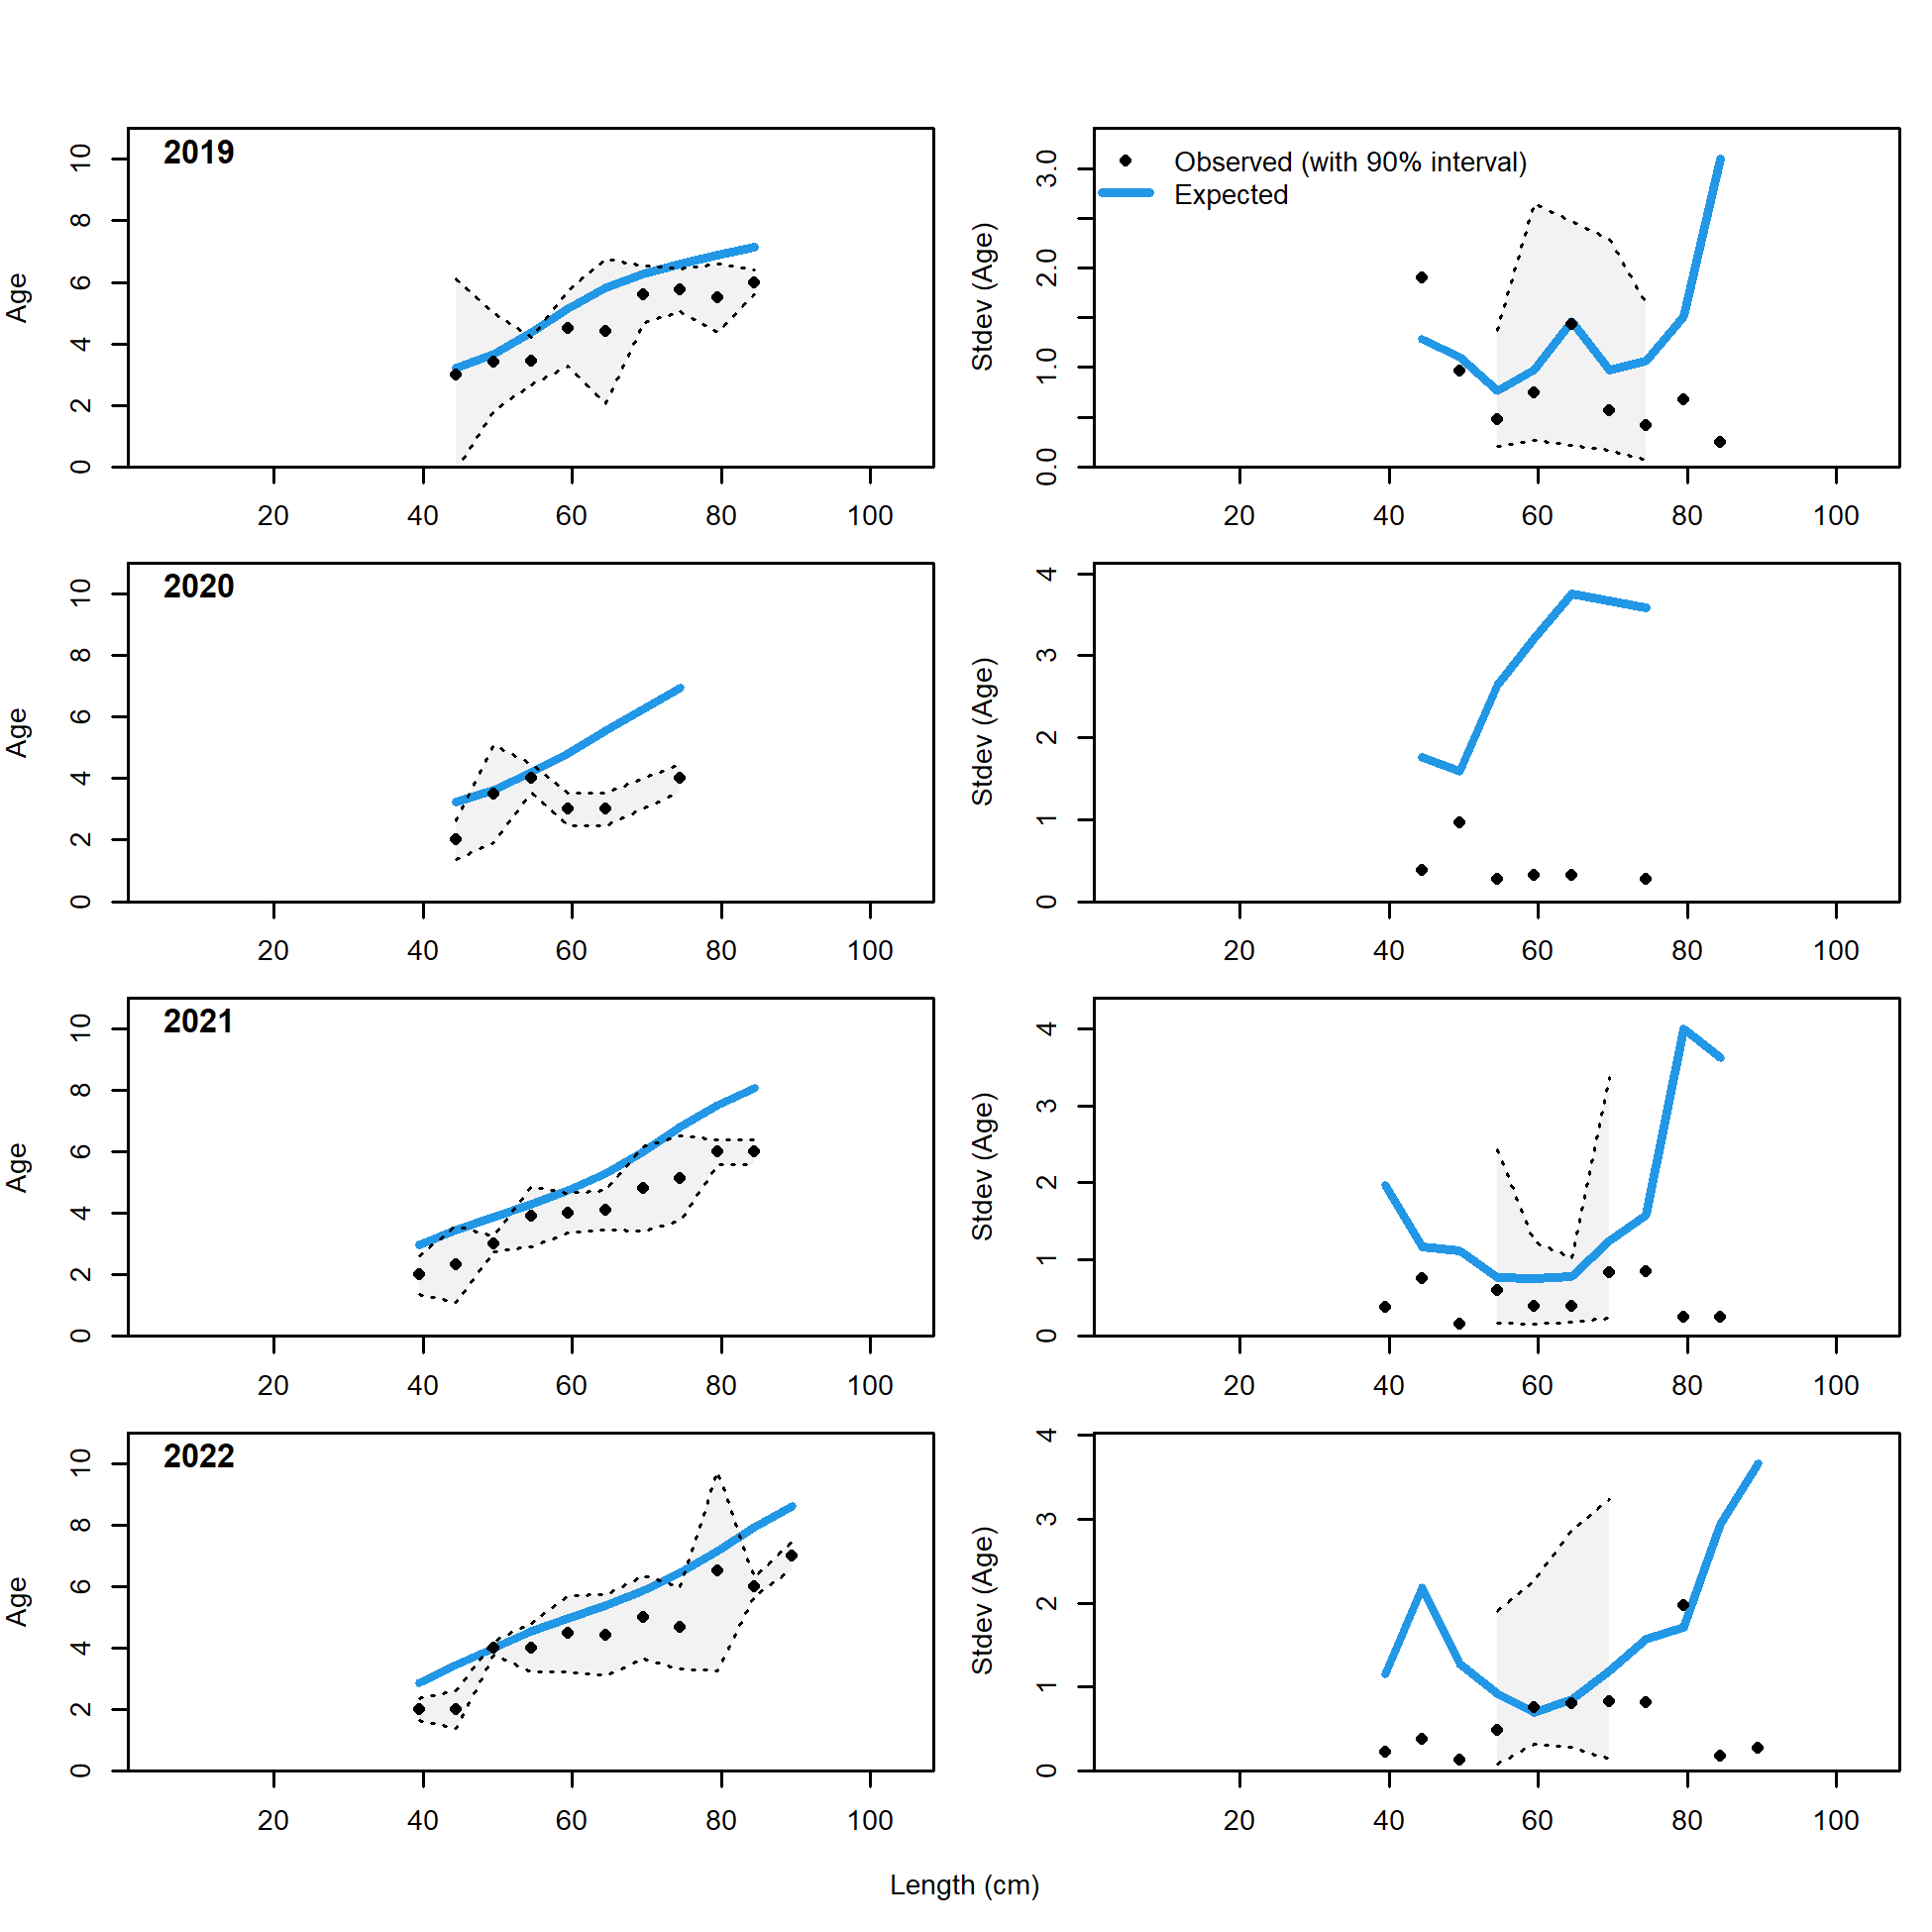 2019
Age
0 2 4 6 8 10
20 40 60 80 100
Observed (with 90% interval)
Expected
Stdev (Age)
0.0 1.0 2.0 3.0
20 40 60 80 100
2020
Age
0 2 4 6 8 10
20 40 60 80 100
Stdev (Age)
0 1 2 3 4
20 40 60 80 100
2021
Age
0 2 4 6 8 10
20 40 60 80 100
Stdev (Age)
0 1 2 3 4
20 40 60 80 100
2022
Age
0 2 4 6 8 10
20 40 60 80 100
Stdev (Age)
0 1 2 3 4
20 40 60 80 100
Length (cm)